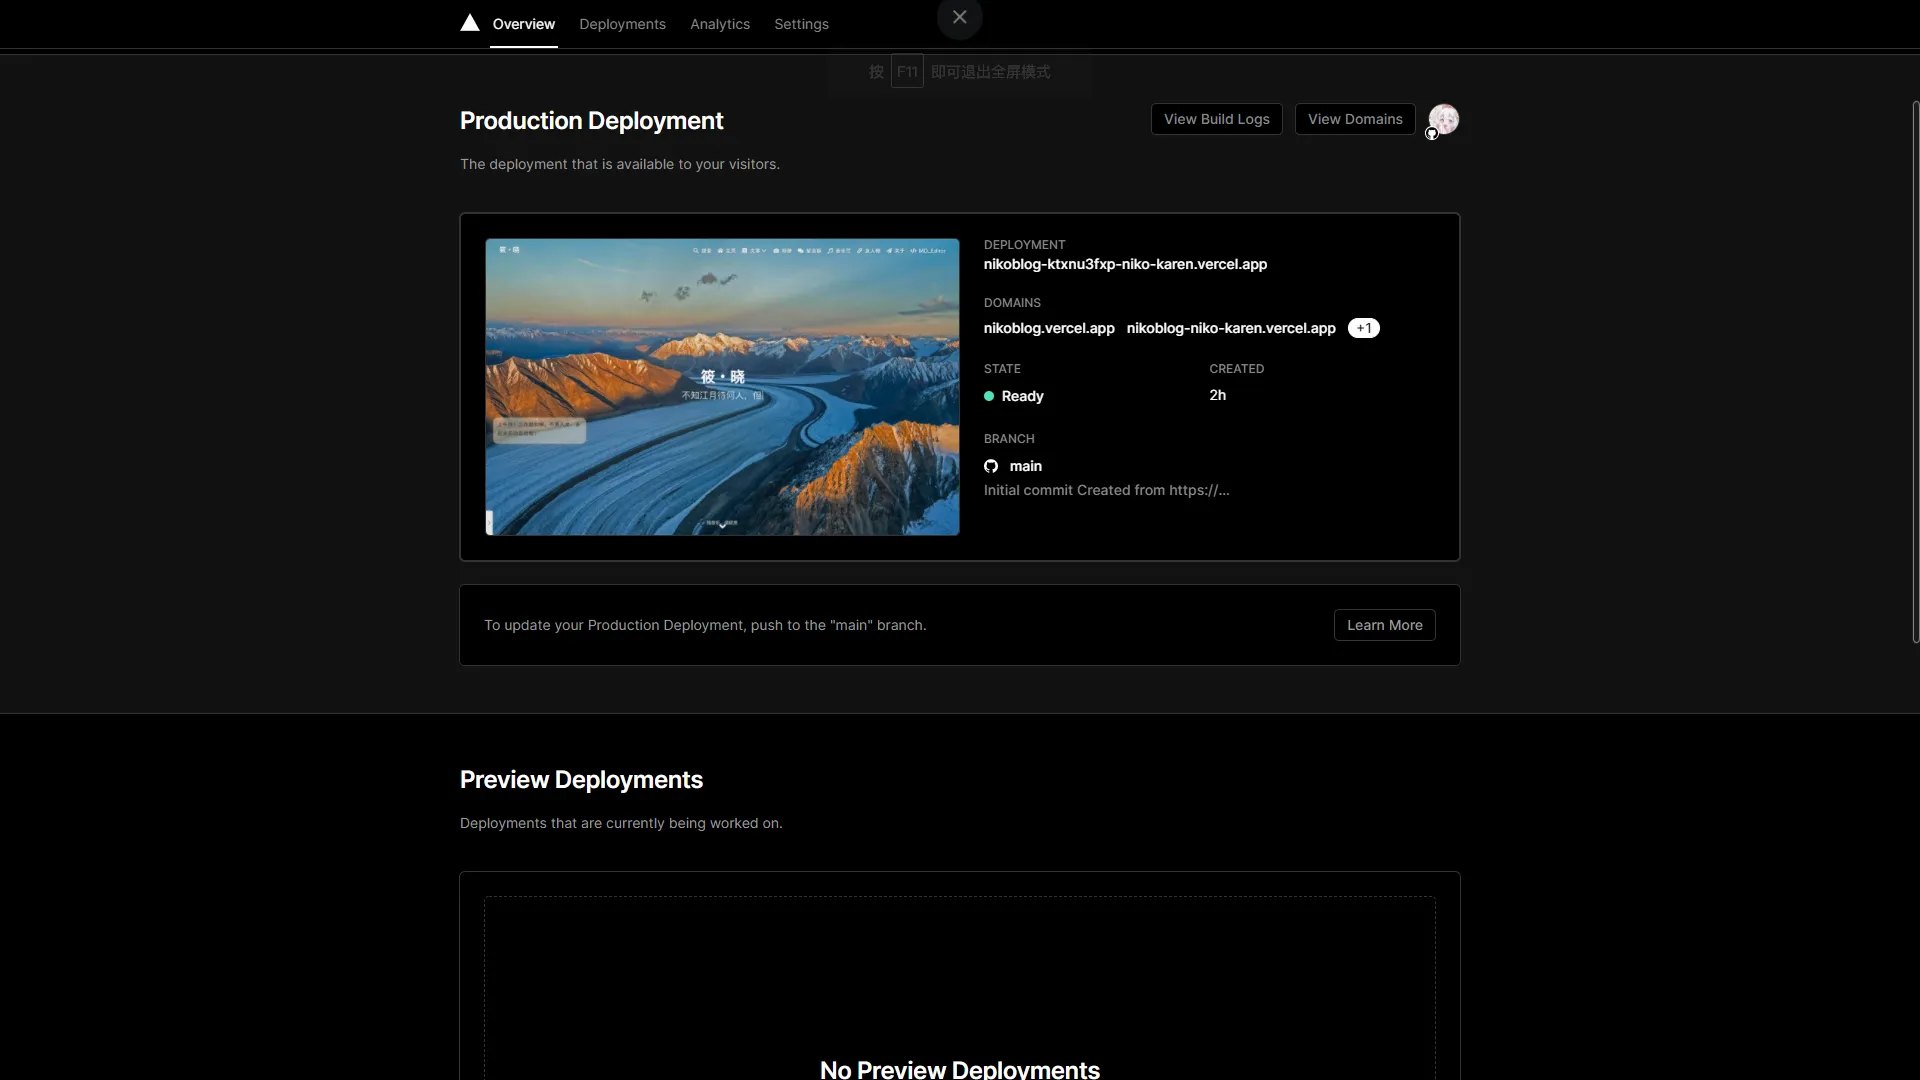 Overview Deployments Analytics Settings
按 F11 即可退出全屏模式
Production Deployment
View Build Logs View Domains
The deployment that is available to your visitors.
筱・晓
不知江月待何人，但
DEPLOYMENT
nikoblog-ktxnu3fxp-niko-karen.vercel.app
DOMAINS
nikoblog.vercel.app nikoblog-niko-karen.vercel.app +1
STATE CREATED
Ready 2h
BRANCH
main
Initial commit Created from https://...
To update your Production Deployment, push to the "main" branch.
Learn More
Preview Deployments
Deployments that are currently being worked on.
No Preview Deployments